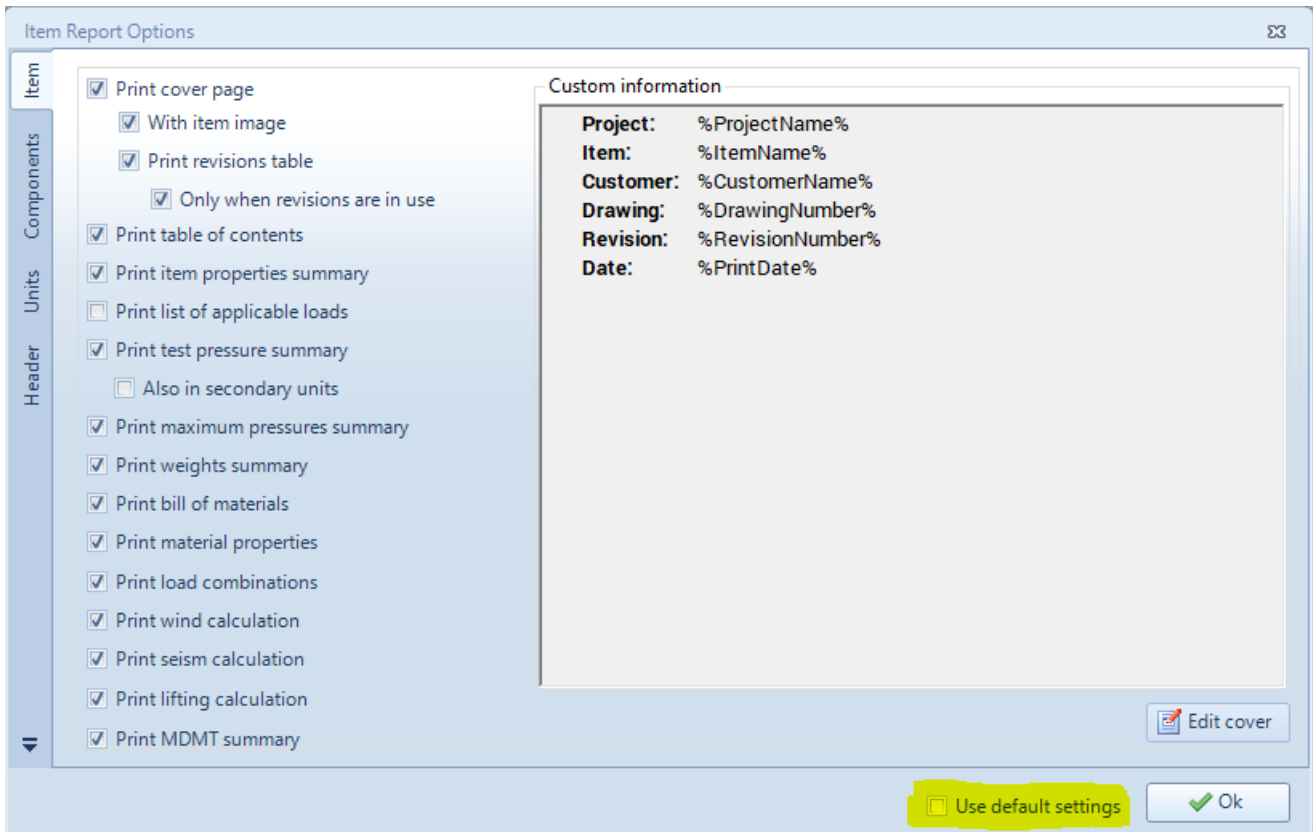 Item Report Options
Item
Components
Units
Header
Print cover page
With item image
Print revisions table
Only when revisions are in use
Print table of contents
Print item properties summary
Print list of applicable loads
Print test pressure summary
Also in secondary units
Print maximum pressures summary
Print weights summary
Print bill of materials
Print material properties
Print load combinations
Print wind calculation
Print seism calculation
Print lifting calculation
Print MDMT summary
Custom information
Project: %ProjectName%
Item: %ItemName%
Customer: %CustomerName%
Drawing: %DrawingNumber%
Revision: %RevisionNumber%
Date: %PrintDate%
Edit cover
Use default settings
Ok